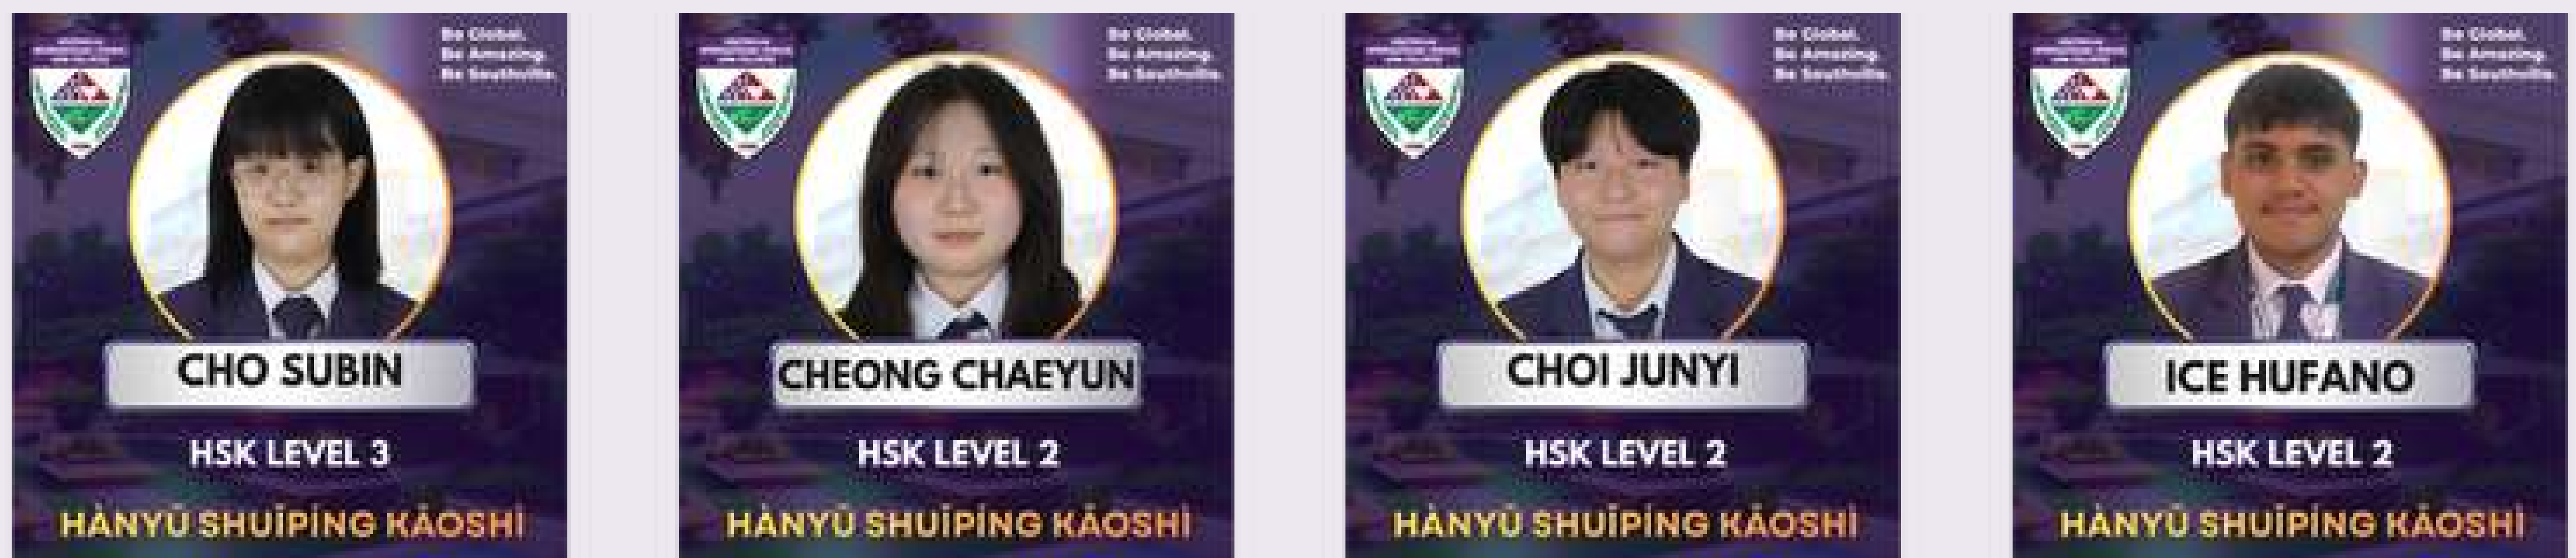 Be Global.
Be Amazing.
Be Southville.
CHO SUBIN
HSK LEVEL 3
HÀNYǓ SHUǏPÍNG KǍOSHÌ
Be Global.
Be Amazing.
Be Southville.
CHEONG CHAEYUN
HSK LEVEL 2
HÀNYǓ SHUǏPÍNG KǍOSHÌ
Be Global.
Be Amazing.
Be Southville.
CHOI JUNYI
HSK LEVEL 2
HÀNYǓ SHUǏPÍNG KǍOSHÌ
Be Global.
Be Amazing.
Be Southville.
ICE HUFANO
HSK LEVEL 2
HÀNYǓ SHUǏPÍNG KǍOSHÌ